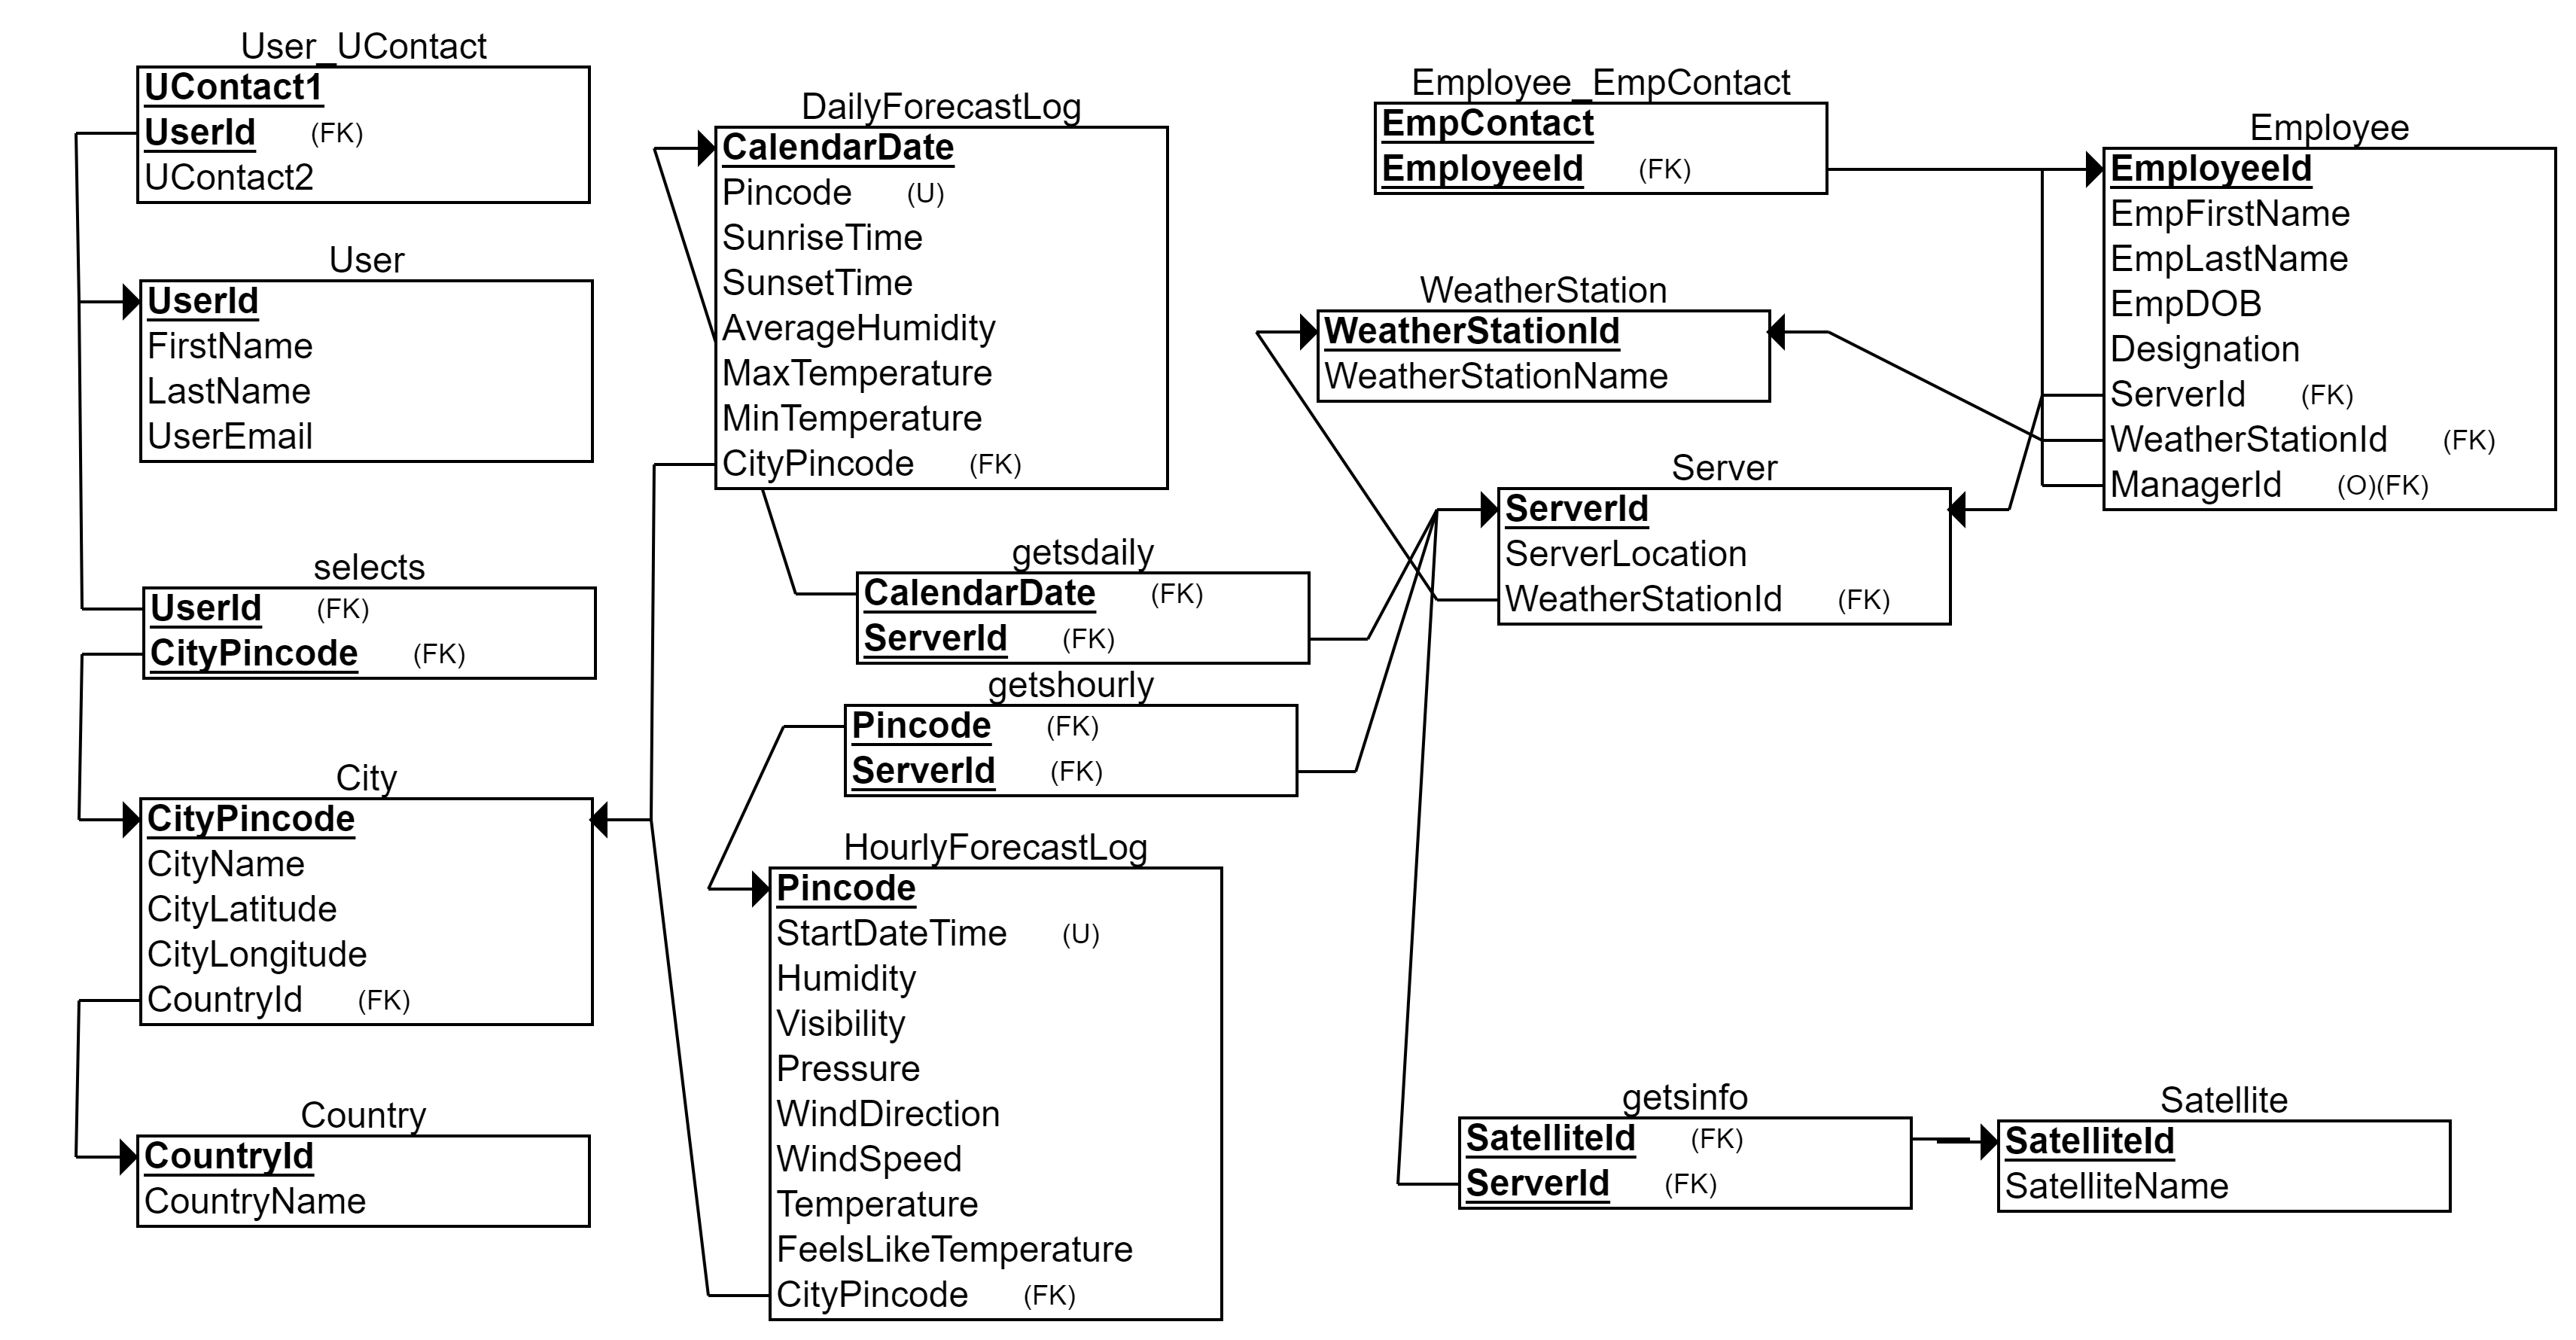 User_UContact
UContact1
UserId (FK)
UContact2
User
UserId
FirstName
LastName
UserEmail
selects
UserId (FK)
CityPincode (FK)
City
CityPincode
CityName
CityLatitude
CityLongitude
CountryId (FK)
Country
CountryId
CountryName
DailyForecastLog
CalendarDate
Pincode (U)
SunriseTime
SunsetTime
AverageHumidity
MaxTemperature
MinTemperature
CityPincode (FK)
getsdaily
CalendarDate (FK)
ServerId (FK)
getshourly
Pincode (FK)
ServerId (FK)
HourlyForecastLog
Pincode
StartDateTime (U)
Humidity
Visibility
Pressure
WindDirection
WindSpeed
Temperature
FeelsLikeTemperature
CityPincode (FK)
Employee_EmpContact
EmpContact
EmployeeId (FK)
WeatherStation
WeatherStationId
WeatherStationName
Server
ServerId
ServerLocation
WeatherStationId (FK)
getsinfo
SatelliteId (FK)
ServerId (FK)
Employee
EmployeeId
EmpFirstName
EmpLastName
EmpDOB
Designation
ServerId (FK)
WeatherStationId (FK)
ManagerId (O)(FK)
Satellite
SatelliteId
SatelliteName